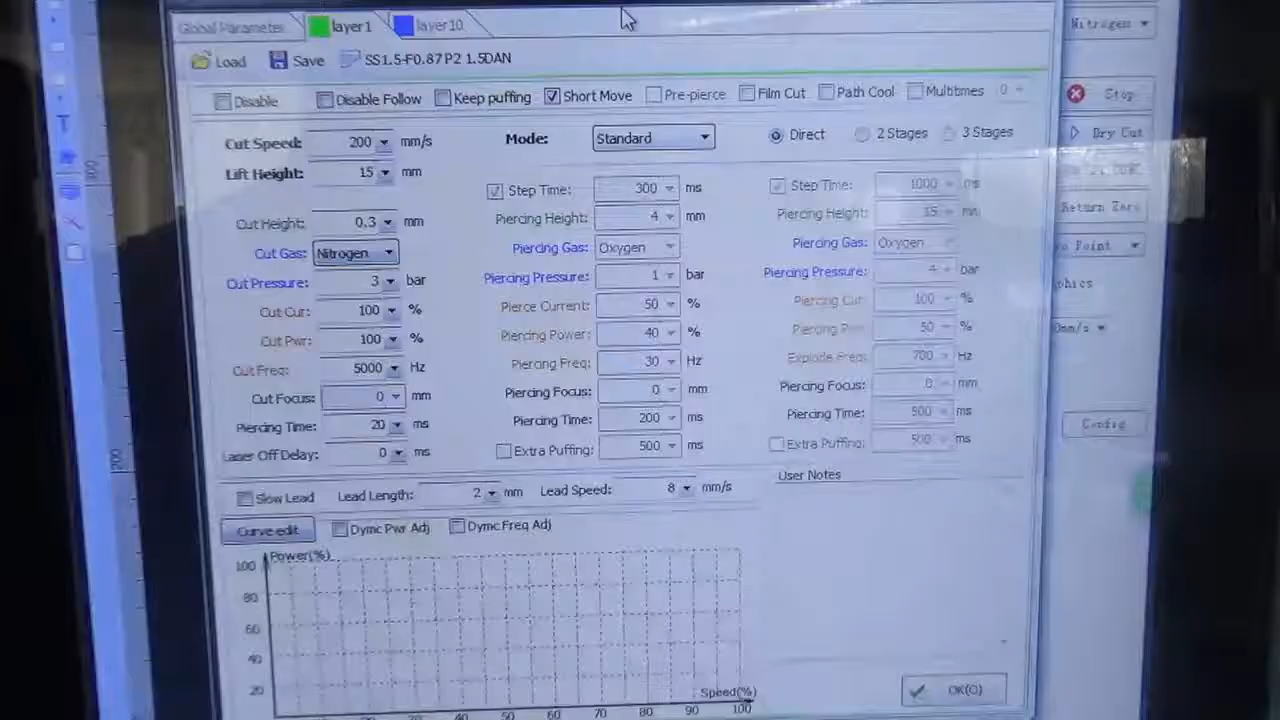 Global Parameter layer1 layer10
Nitrogen
Load Save SS1.5-F0.87 P2 1.5DAN
Disable Disable Follow Keep puffing Short Move Pre-pierce Film Cut Path Cool Multitimes 0
Stop
Cut Speed: 200 mm/s Mode: Standard Direct 2 Stages 3 Stages
Dry Cut
Lift Height: 15 mm
Step Time: 300 ms Step Time: 1000 ms
Cut Height: 0.3 mm Piercing Height: 4 mm Piercing Height: 15 mm
Return Zero
Cut Gas: Nitrogen Piercing Gas: Oxygen Piercing Gas: Oxygen
Point
Cut Pressure: 3 bar Piercing Pressure: 1 bar Piercing Pressure: 4 bar
Cut Cur: 100 % Pierce Current: 50 % Piercing Cur: 100 %
Cut Pwr: 100 % Piercing Power: 40 % Piercing Pwr: 50 %
Cut Freq: 5000 Hz Piercing Freq: 30 Hz Explode Freq: 700 Hz
Cut Focus: 0 mm Piercing Focus: 0 mm Piercing Focus: 0 mm
Piercing Time: 20 ms Piercing Time: 200 ms Piercing Time: 500 ms
Config
Laser Off Delay: 0 ms Extra Puffing: 500 ms Extra Puffing: 500 ms
Slow Lead Lead Length: 2 mm Lead Speed: 8 mm/s User Notes
Curve edit Dymc Pwr Adj Dymc Freq Adj
Power(%)
100
80
60
40
20
Speed(%)
40 50 60 70 80 90 100
OK(O)